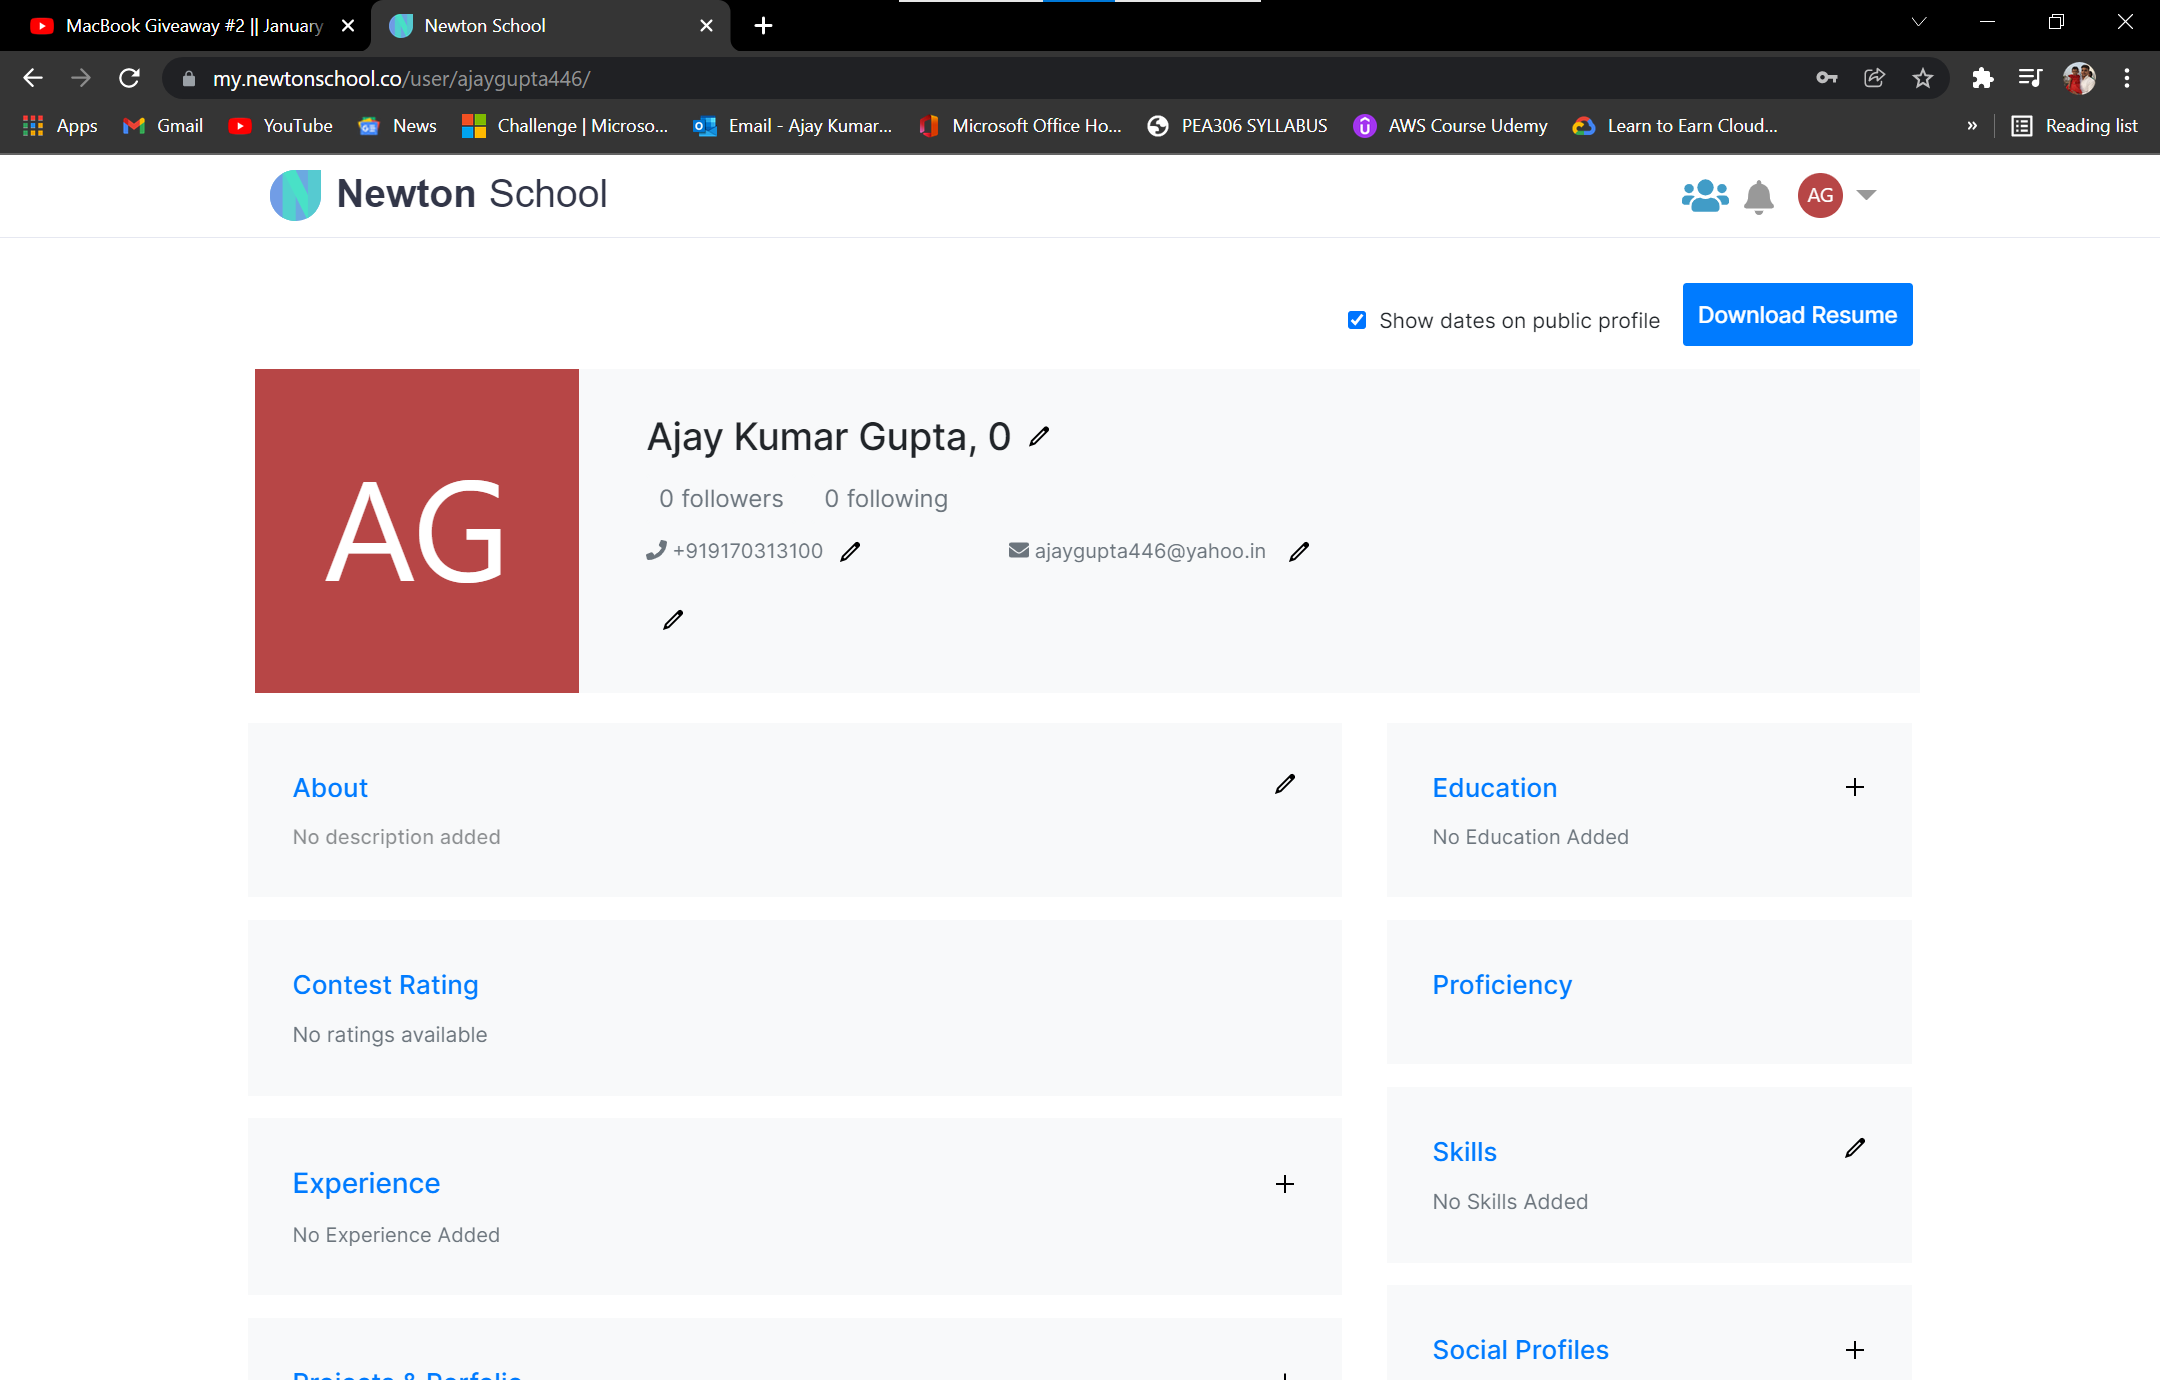 MacBook Giveaway #2 || January
Newton School
my.newtonschool.co/user/ajaygupta446/
Apps Gmail YouTube News Challenge | Microso... Email - Ajay Kumar... Microsoft Office Ho... PEA306 SYLLABUS AWS Course Udemy Learn to Earn Cloud... » Reading list
Newton School
AG
Show dates on public profile
Download Resume
AG
Ajay Kumar Gupta, 0
0 followers 0 following
+919170313100 ajaygupta446@yahoo.in
About
No description added
Education
No Education Added
Contest Rating
No ratings available
Proficiency
Experience
No Experience Added
Skills
No Skills Added
Projects & Porfolio
Social Profiles